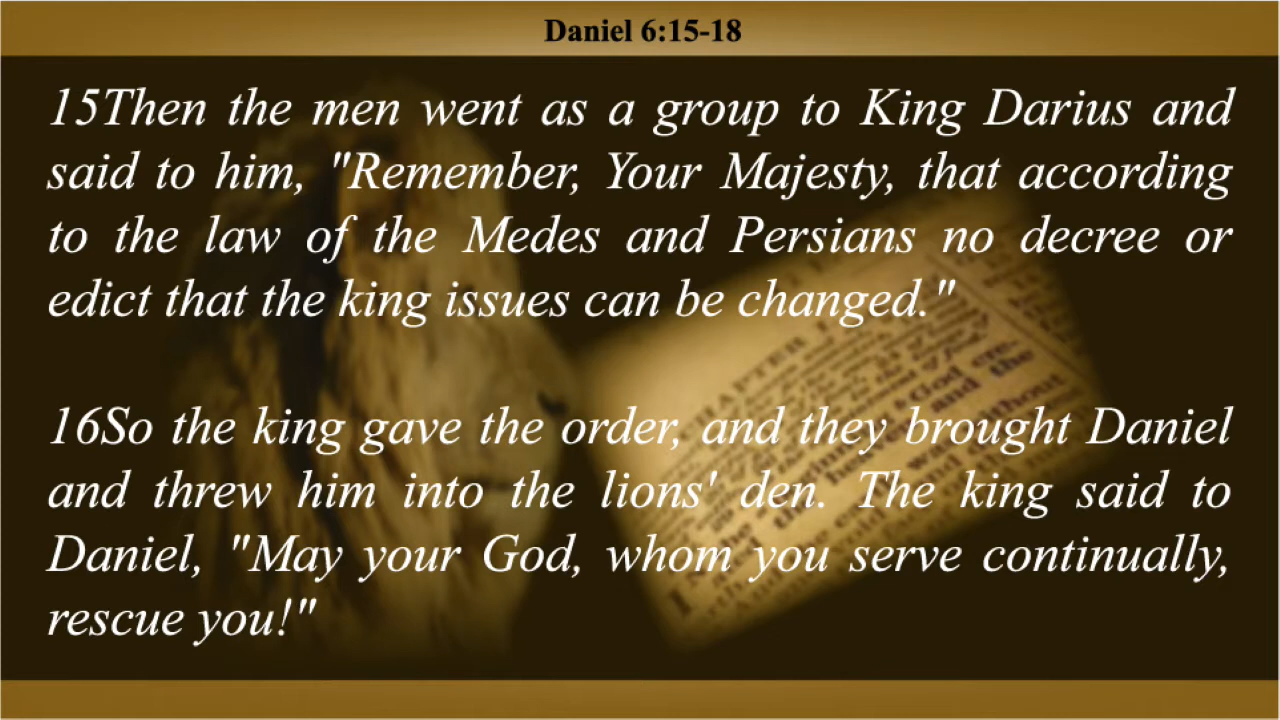 Daniel 6:15-18
15Then the men went as a group to King Darius and
said to him, "Remember, Your Majesty, that according
to the law of the Medes and Persians no decree or
edict that the king issues can be changed."
16So the king gave the order, and they brought Daniel
and threw him into the lions' den. The king said to
Daniel, "May your God, whom you serve continually,
rescue you!"